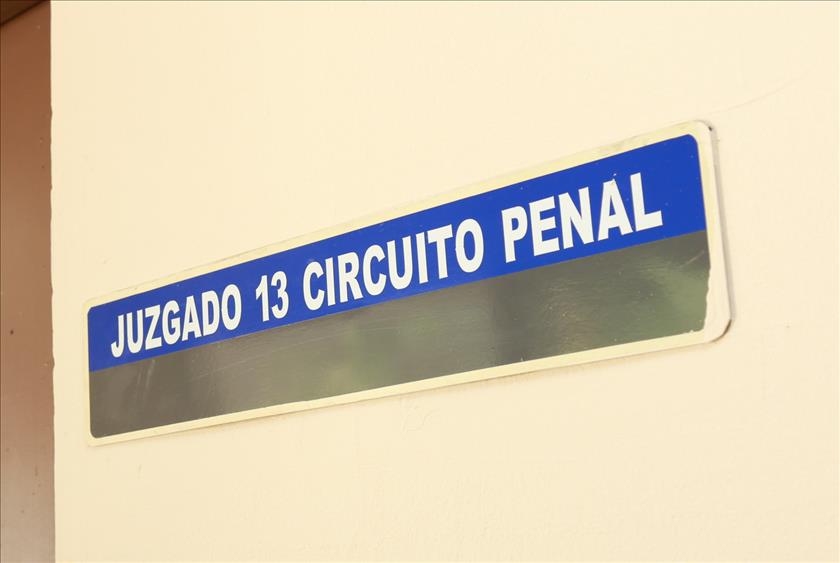 JUZGADO 13 CIRCUITO PENAL